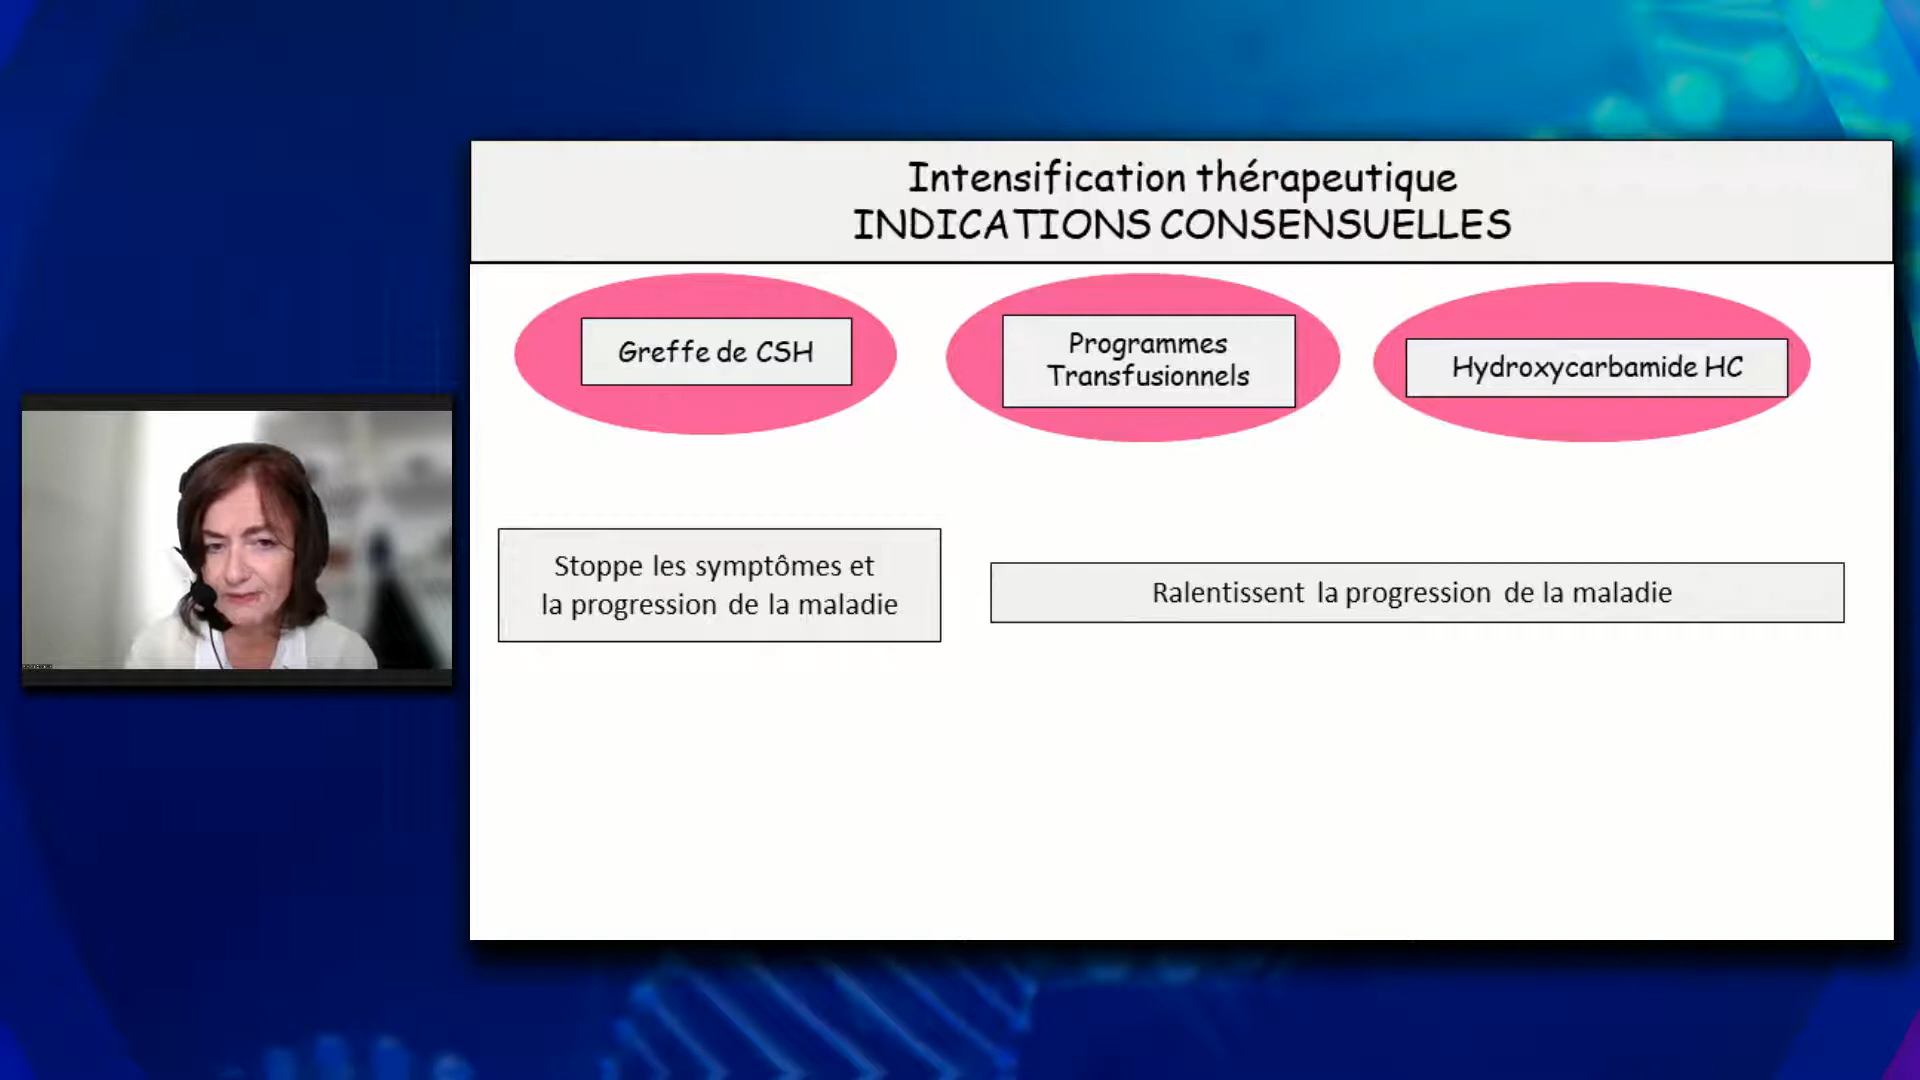 Intensification thérapeutique
INDICATIONS CONSENSUELLES
Greffe de CSH
Programmes
Transfusionnels
Hydroxycarbamide HC
Stoppe les symptômes et
la progression de la maladie
Ralentissent la progression de la maladie